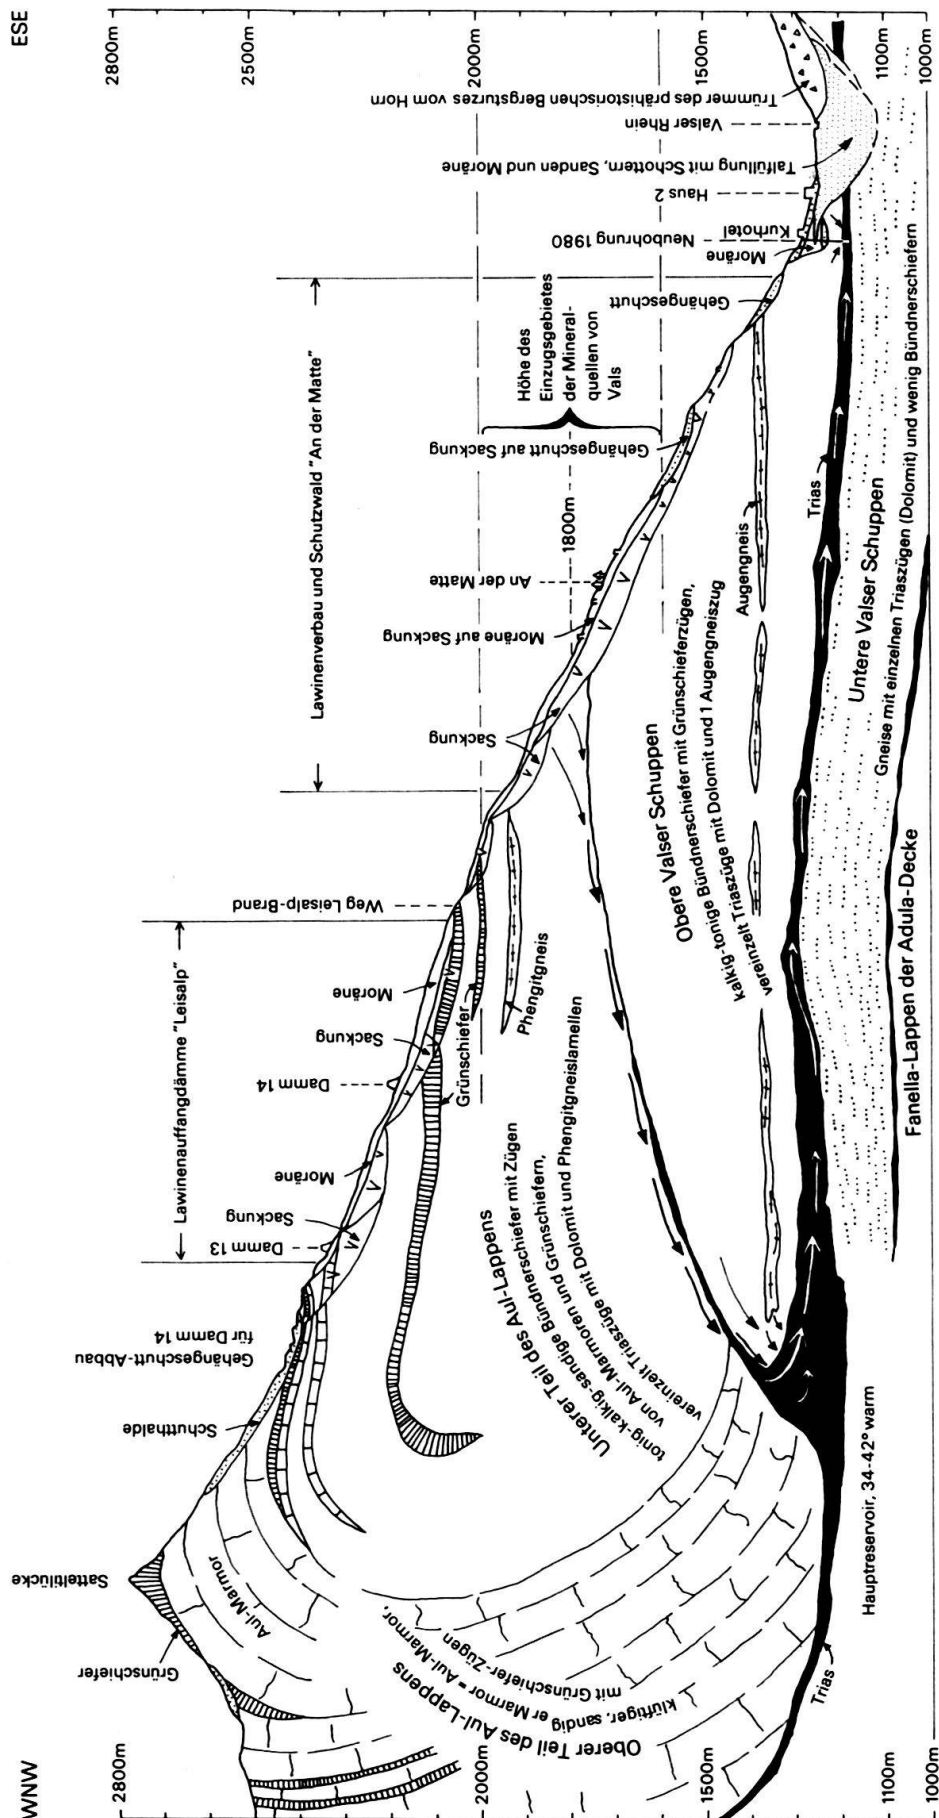 WNW
ESE
2800m
2500m
2000m
1500m
1100m
1000m
2800m
2000m
1500m
1100m
1000m
Grünschiefer
Satteltilücke
Schutthalde
Gehängeschutt-Abbau
für Damm 14
Lawinenauffangdämme "Leisalp"
Damm 13
Sackung
Moräne
Damm 14
Sackung
Moräne
Weg Leisalp-Brand
Lawinenverbau und Schutzwald "An der Matte"
Sackung
Moräne auf Sackung
An der Matte
1800m
Gehängeschutt auf Sackung
Höhe des
Einzugsgebietes
der Mineral-
quellen von
Vals
Gehängeschutt
Moräne
Neubohrung 1980
Kurhotel
Haus 2
Talfüllung mit Schottern, Sanden und Moräne
Valser Rhein
Trümmer des prähistorischen Bergsturzes vom Horn
Aul-Marmor
Grünschiefer
Phengitgneis
Oberer Teil des Aul-Lappens
klüftiger, sandiger Marmor = Aul-Marmor,
mit Grünschiefer-Zügen
Unterer Teil des Aul-Lappens
tonig-kalkig-sandige Bündnerschiefer mit Zügen
von Aul-Marmoren und Grünschiefern,
vereinzelt Triaszüge mit Dolomit und Phengitgneislamellen
Obere Valser Schuppen
kalkig-tonige Bündnerschiefer mit Grünschieferzügen,
vereinzelt Triaszüge mit Dolomit und 1 Augengneiszug
Augengneis
Trias
Trias
Hauptreservoir, 34-42° warm
Untere Valser Schuppen
Gneise mit einzelnen Triaszügen (Dolomit) und wenig Bündnerschiefern
Fanella-Lappen der Adula-Decke